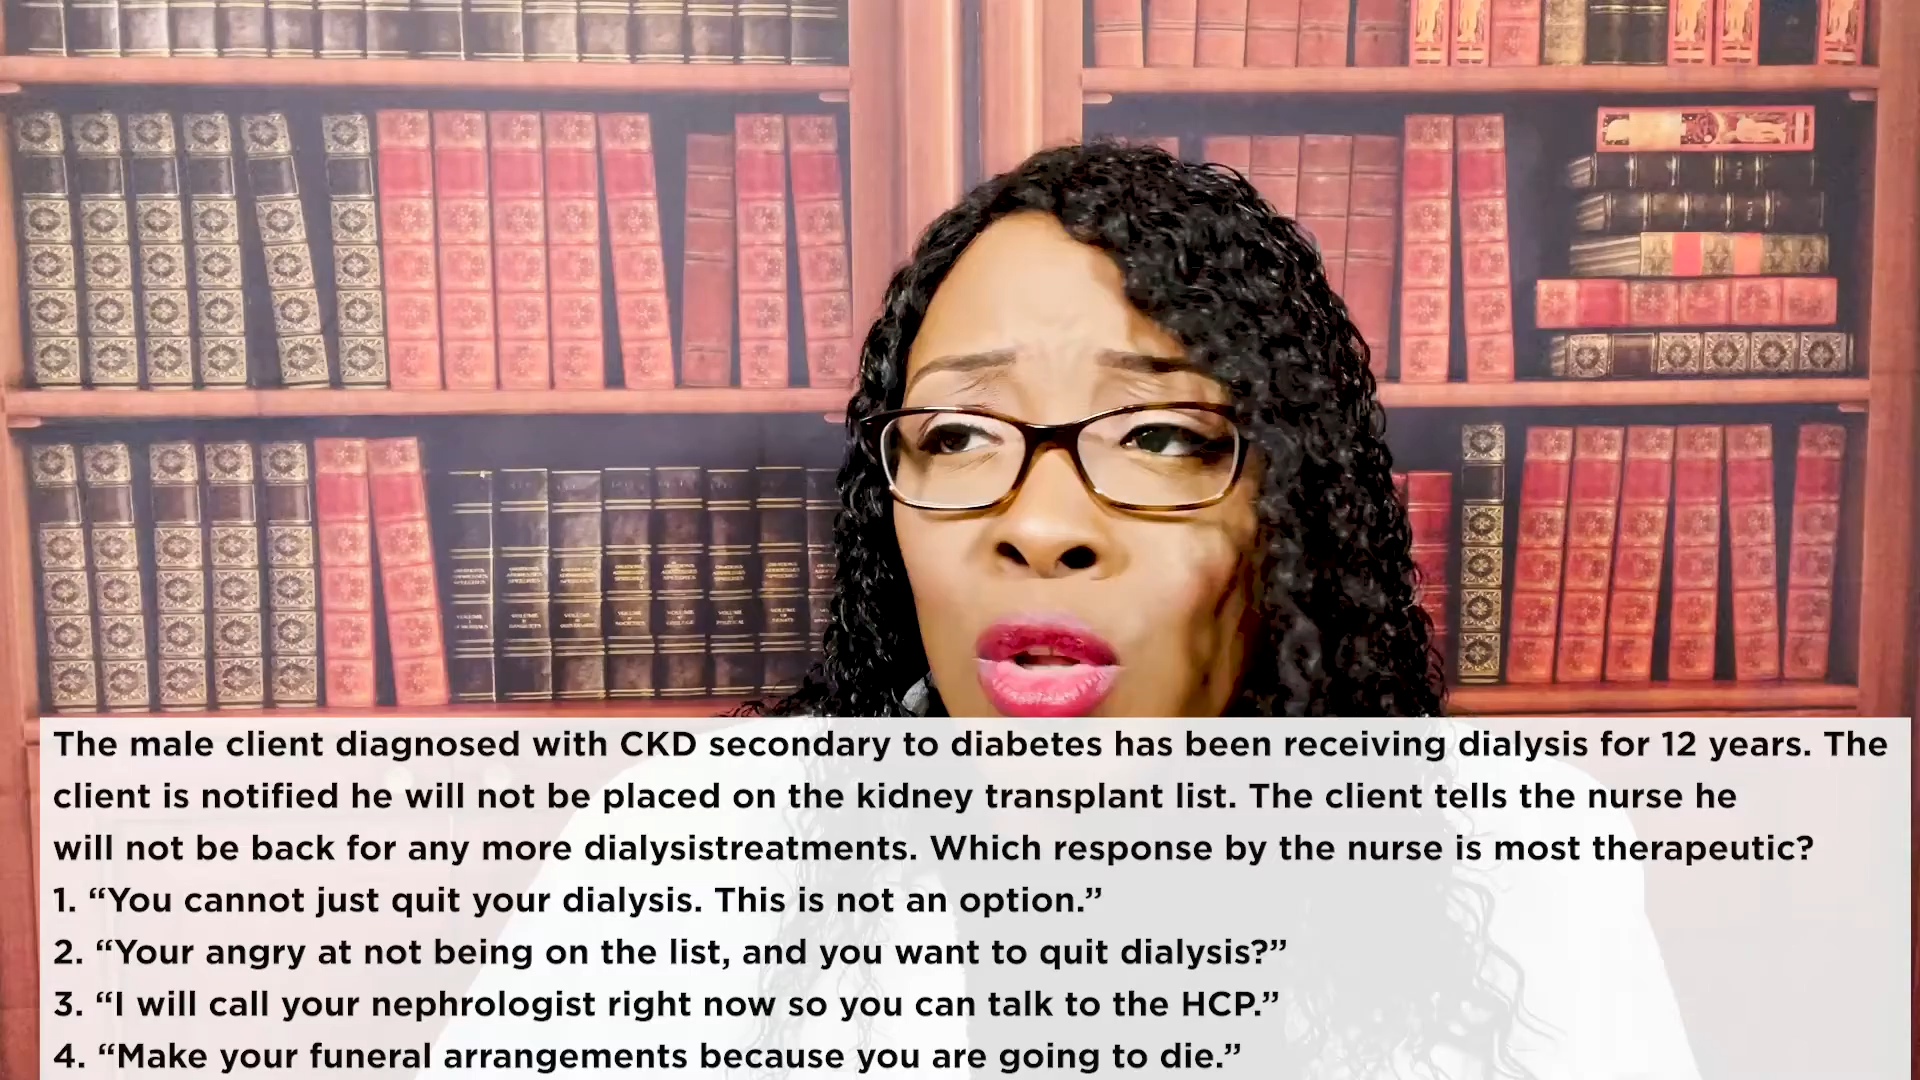 The male client diagnosed with CKD secondary to diabetes has been receiving dialysis for 12 years. The
client is notified he will not be placed on the kidney transplant list. The client tells the nurse he
will not be back for any more dialysistreatments. Which response by the nurse is most therapeutic?
1. “You cannot just quit your dialysis. This is not an option.”
2. “Your angry at not being on the list, and you want to quit dialysis?”
3. “I will call your nephrologist right now so you can talk to the HCP.”
4. “Make your funeral arrangements because you are going to die.”